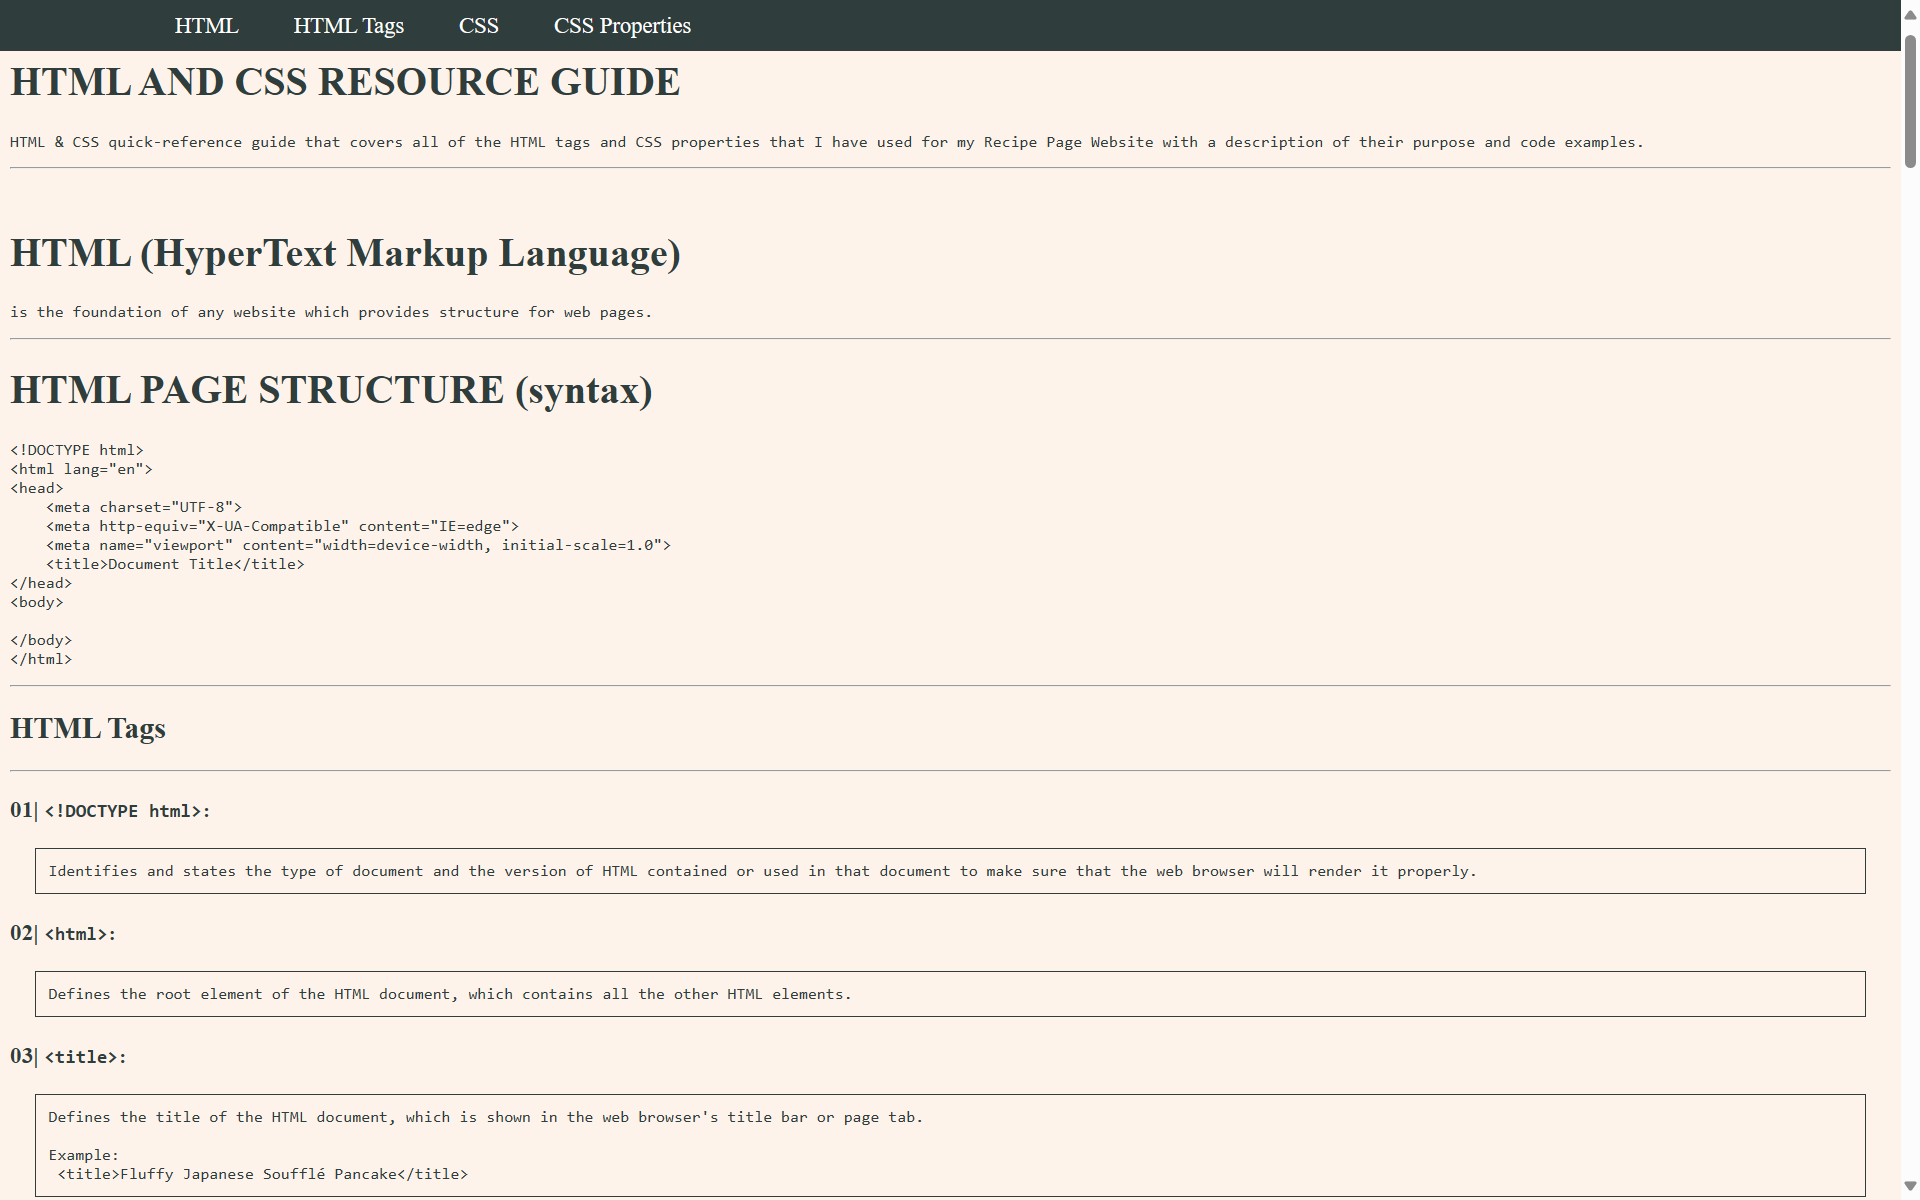 HTML HTML Tags CSS CSS Properties
HTML AND CSS RESOURCE GUIDE
HTML & CSS quick-reference guide that covers all of the HTML tags and CSS properties that I have used for my Recipe Page Website with a description of their purpose and code examples.
HTML (HyperText Markup Language)
is the foundation of any website which provides structure for web pages.
HTML PAGE STRUCTURE (syntax)
<!DOCTYPE html>
<html lang="en">
<head>
    <meta charset="UTF-8">
    <meta http-equiv="X-UA-Compatible" content="IE=edge">
    <meta name="viewport" content="width=device-width, initial-scale=1.0">
    <title>Document Title</title>
</head>
<body>
</body>
</html>
HTML Tags
01| <!DOCTYPE html>:
Identifies and states the type of document and the version of HTML contained or used in that document to make sure that the web browser will render it properly.
02| <html>:
Defines the root element of the HTML document, which contains all the other HTML elements.
03| <title>:
Defines the title of the HTML document, which is shown in the web browser's title bar or page tab.
Example:
 <title>Fluffy Japanese Soufflé Pancake</title>